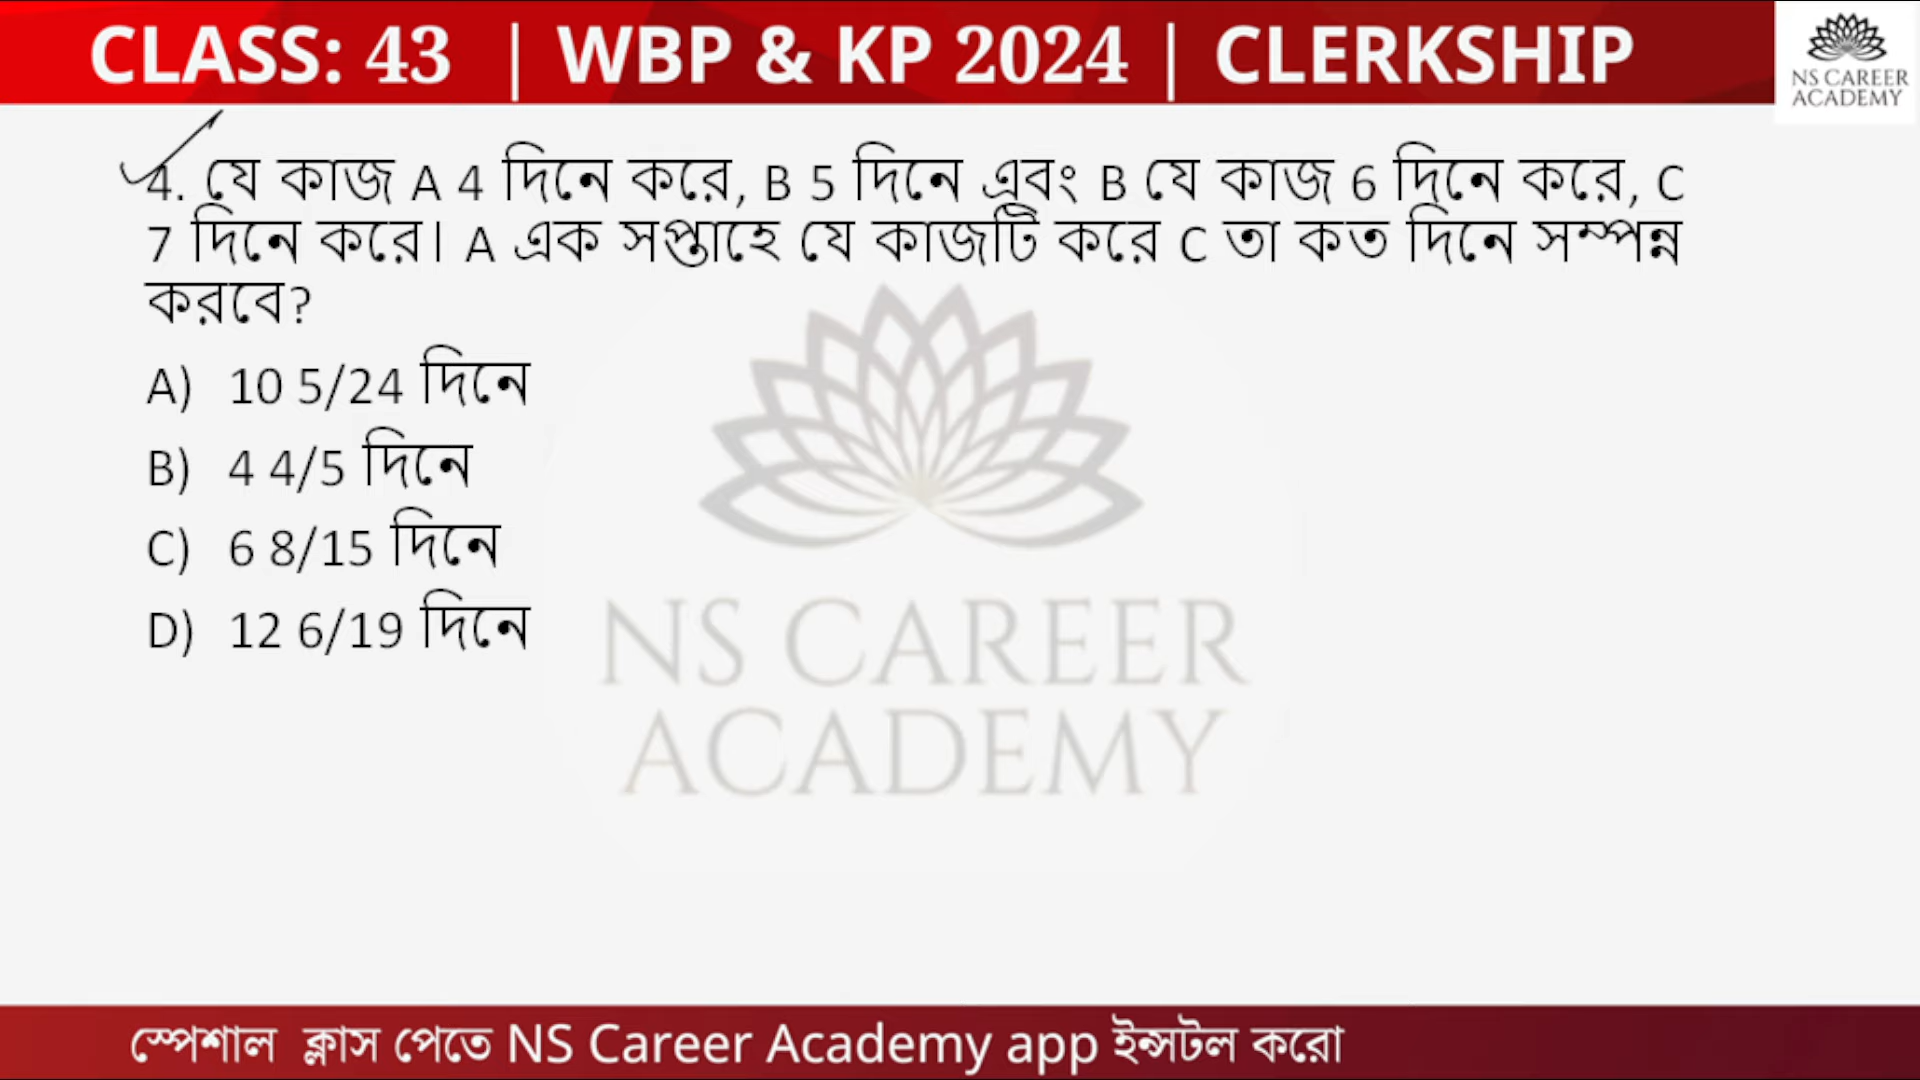 CLASS: 43 | WBP & KP 2024 | CLERKSHIP
NS CAREER
ACADEMY
4. যে কাজ A 4 দিনে করে, B 5 দিনে এবং B যে কাজ 6 দিনে করে, C
7 দিনে করে। A এক সপ্তাহে যে কাজটি করে C তা কত দিনে সম্পন্ন
করবে?
A) 10 5/24 দিনে
B) 4 4/5 দিনে
C) 6 8/15 দিনে
D) 12 6/19 দিনে
NS CAREER
ACADEMY
স্পেশাল ক্লাস পেতে NS Career Academy app ইন্সটল করো